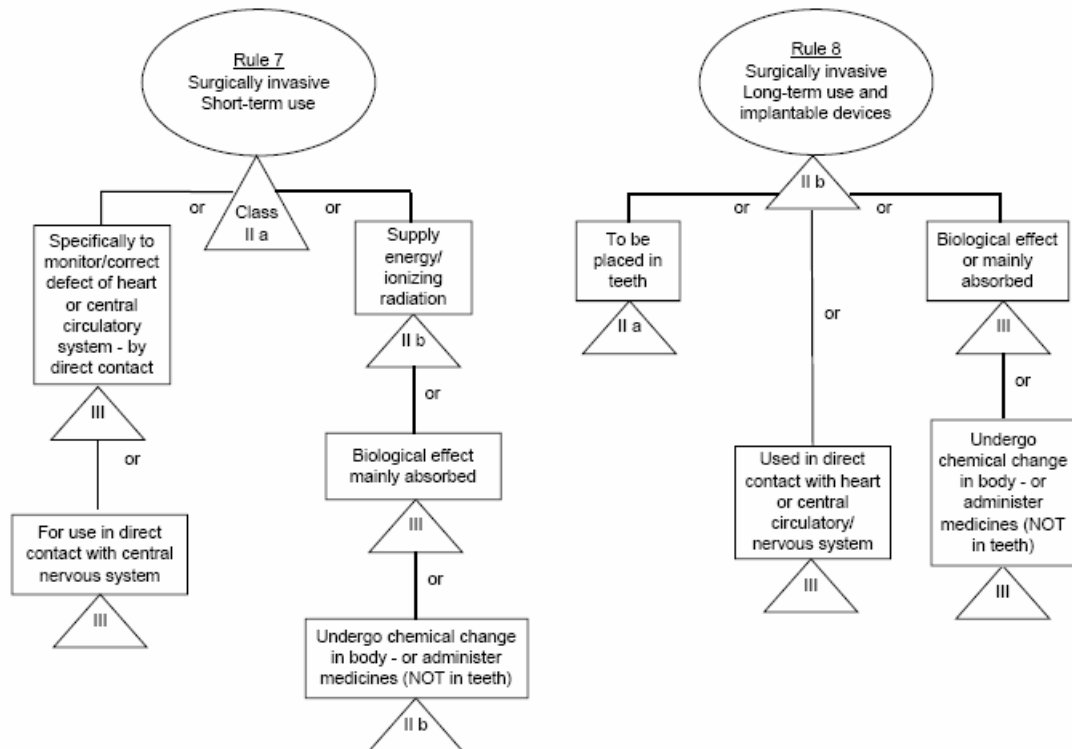 Rule 7
Surgically invasive
Short-term use
Class
II a
or
or
Specifically to
monitor/correct
defect of heart
or central
circulatory
system - by
direct contact
III
or
For use in direct
contact with central
nervous system
III
Supply
energy/
ionizing
radiation
II b
or
Biological effect
mainly absorbed
III
or
Undergo chemical change
in body - or administer
medicines (NOT in teeth)
II b
Rule 8
Surgically invasive
Long-term use and
implantable devices
II b
or
or
To be
placed in
teeth
II a
or
Used in direct
contact with heart
or central
circulatory/
nervous system
III
Biological effect
or mainly
absorbed
III
or
Undergo
chemical change
in body - or
administer
medicines (NOT
in teeth)
III